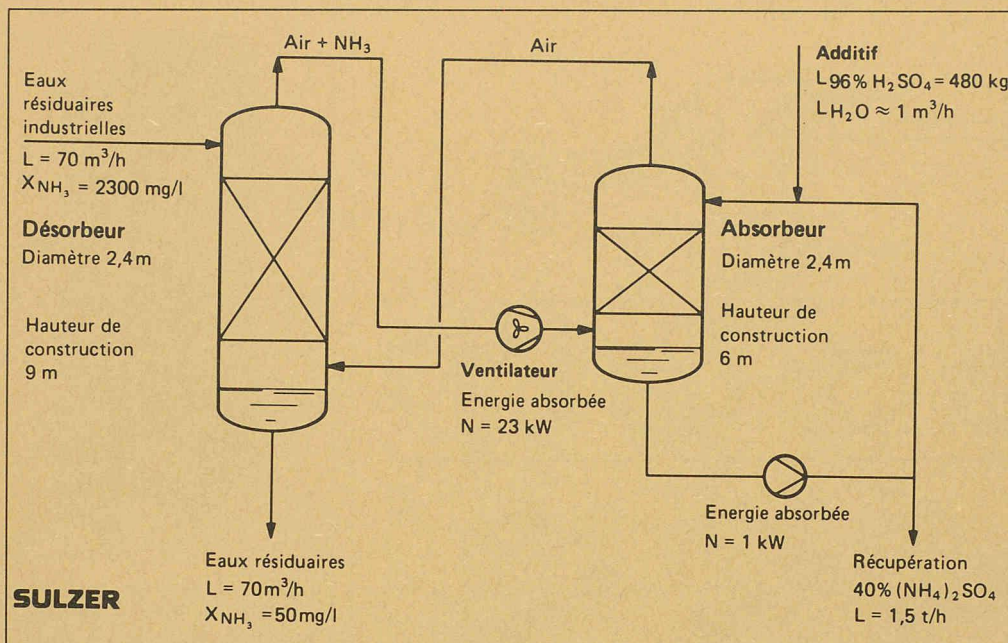 Air + NH₃
Air
Additif
L 96% H₂SO₄ = 480 kg
L H₂O ≈ 1 m³/h
Eaux
résiduaires
industrielles
L = 70 m³/h
X NH₃ = 2300 mg/l
Désorbeur
Diamètre 2,4 m
Hauteur de
construction
9 m
Absorbeur
Diamètre 2,4 m
Hauteur de
construction
6 m
Ventilateur
Energie absorbée
N = 23 kW
Energie absorbée
N = 1 kW
Eaux résiduaires
L = 70 m³/h
X NH₃ = 50 mg/l
Récupération
40% (NH₄)₂SO₄
L = 1,5 t/h
SULZER